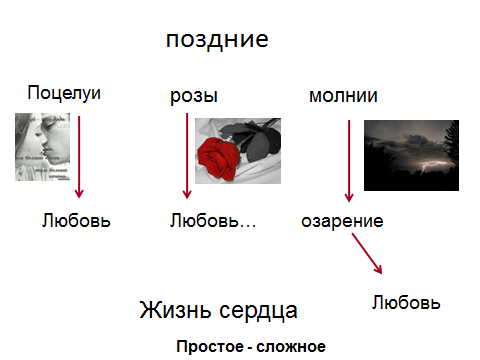 поздние
Поцелуи розы молнии
Любовь Любовь… озарение
Любовь
Жизнь сердца
Простое - сложное